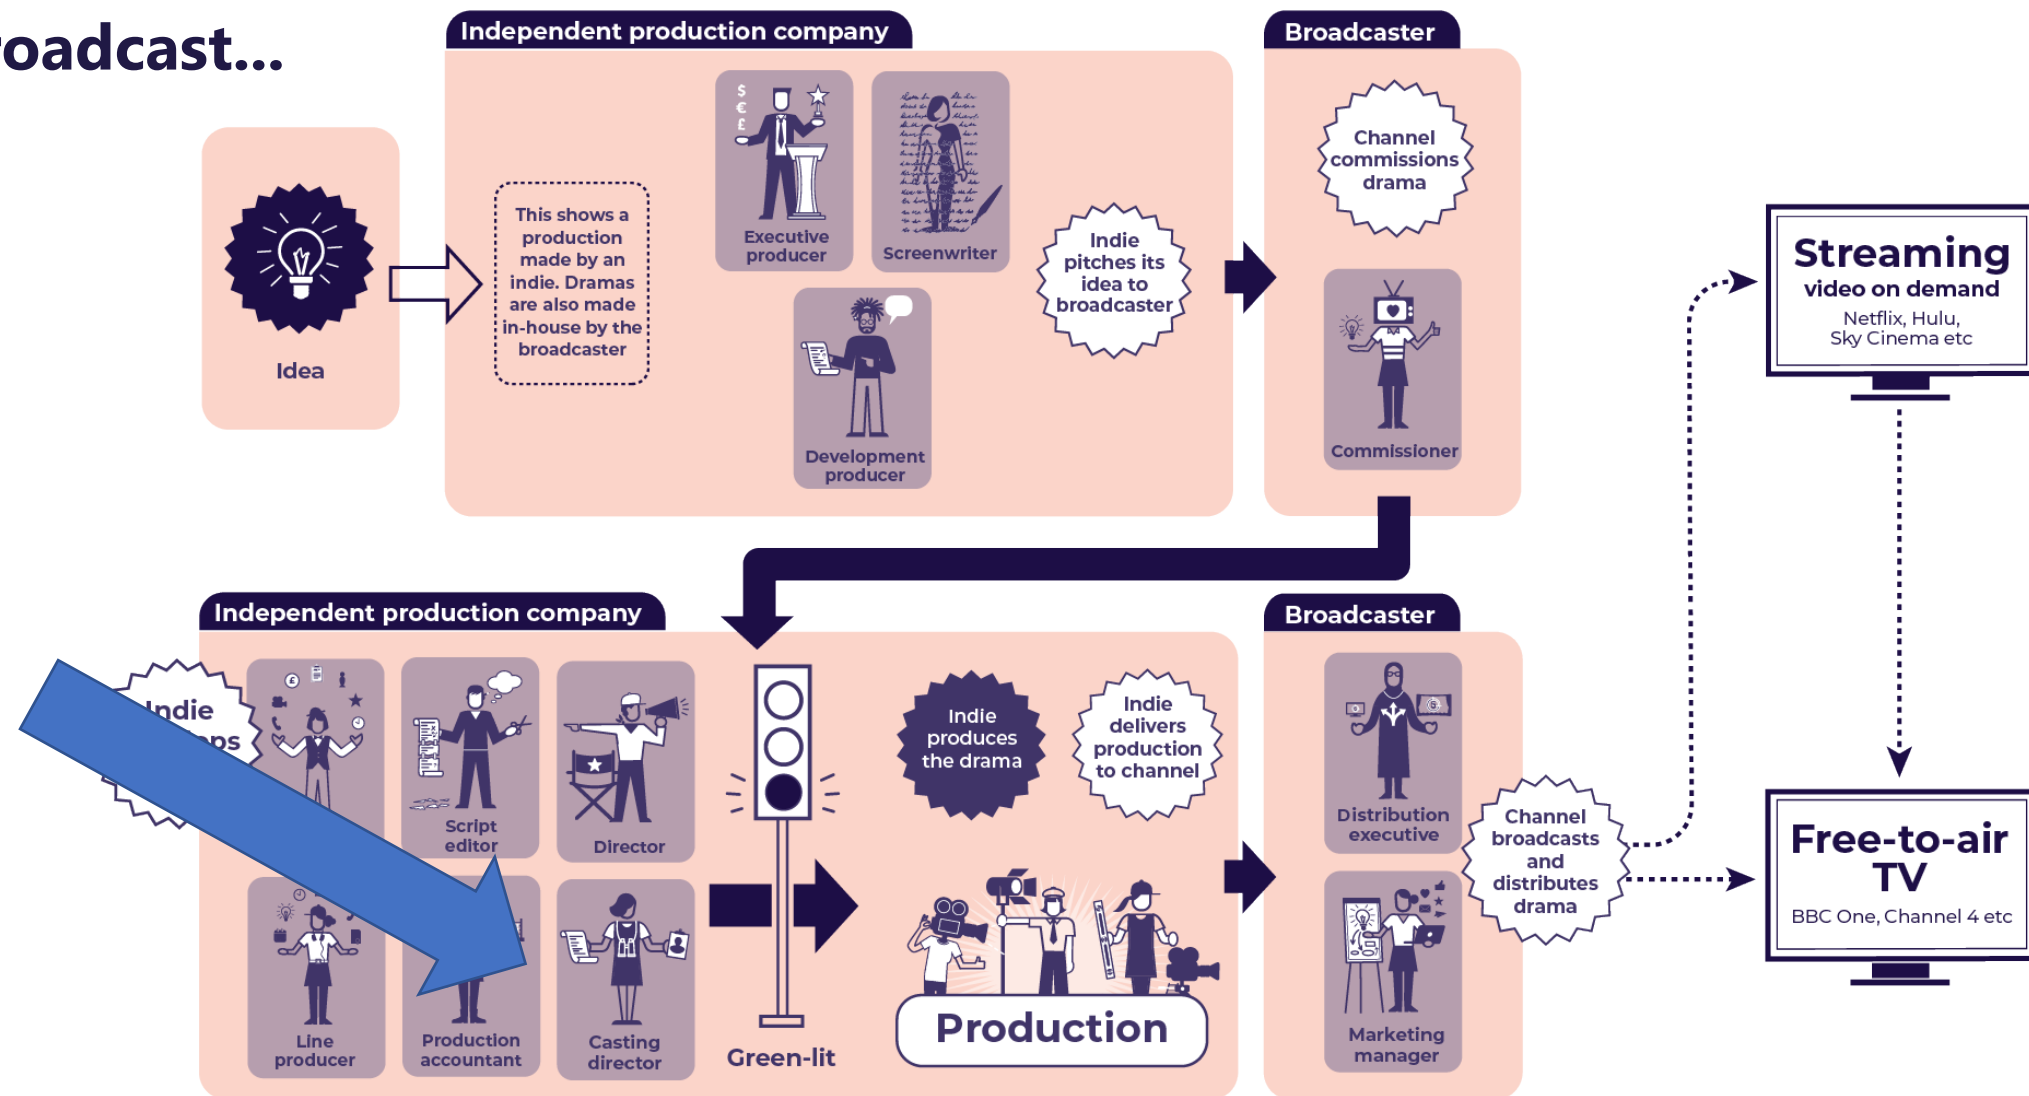 roadcast...
Independent production company
Broadcaster
Idea
This shows a
production
made by an
indie. Dramas
are also made
in-house by the
broadcaster
$
€
£
Executive
producer
Screenwriter
Development
producer
Indie
pitches its
idea to
broadcaster
Channel
commissions
drama
Commissioner
Streaming
video on demand
Netflix, Hulu,
Sky Cinema etc
Independent production company
Broadcaster
Indie
ops
£
Script
editor
Director
Line
producer
Production
accountant
Casting
director
Green-lit
Indie
produces
the drama
Indie
delivers
production
to channel
Production
Distribution
executive
Marketing
manager
Channel
broadcasts
and
distributes
drama
Free-to-air
TV
BBC One, Channel 4 etc